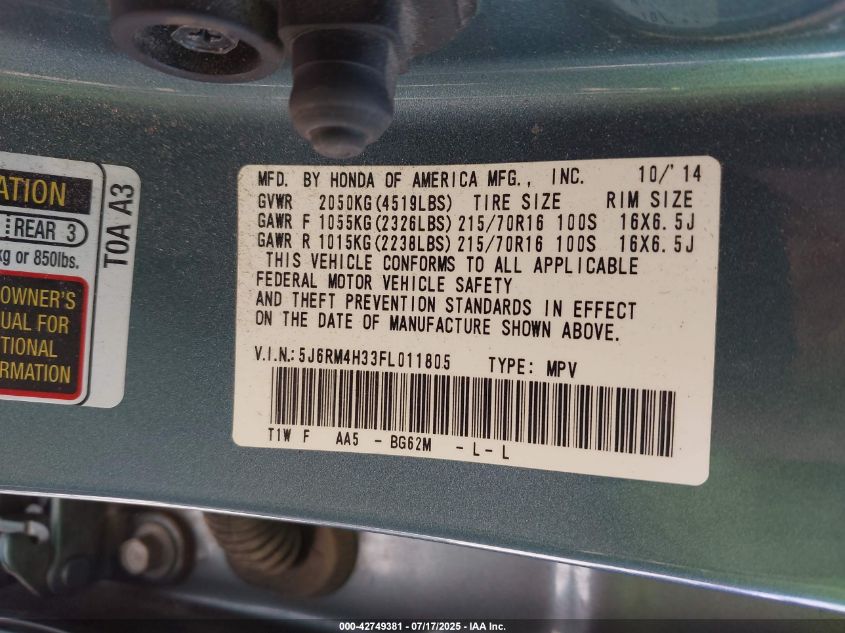 ATION
REAR 3
kg or 850lbs.
OWNER'S
UAL FOR
TIONAL
RMATION
T0A A3
MFD. BY HONDA OF AMERICA MFG., INC. 10/'14
GVWR 2050KG(4519LBS) TIRE SIZE RIM SIZE
GAWR F 1055KG(2326LBS) 215/70R16 100S 16X6.5J
GAWR R 1015KG(2238LBS) 215/70R16 100S 16X6.5J
THIS VEHICLE CONFORMS TO ALL APPLICABLE
FEDERAL MOTOR VEHICLE SAFETY
AND THEFT PREVENTION STANDARDS IN EFFECT
ON THE DATE OF MANUFACTURE SHOWN ABOVE.
V.I.N.: 5J6RM4H33FL011805 TYPE: MPV
T1W F AA5 - BG62M - L - L
000-42749381 - 07/17/2025 - IAA Inc.